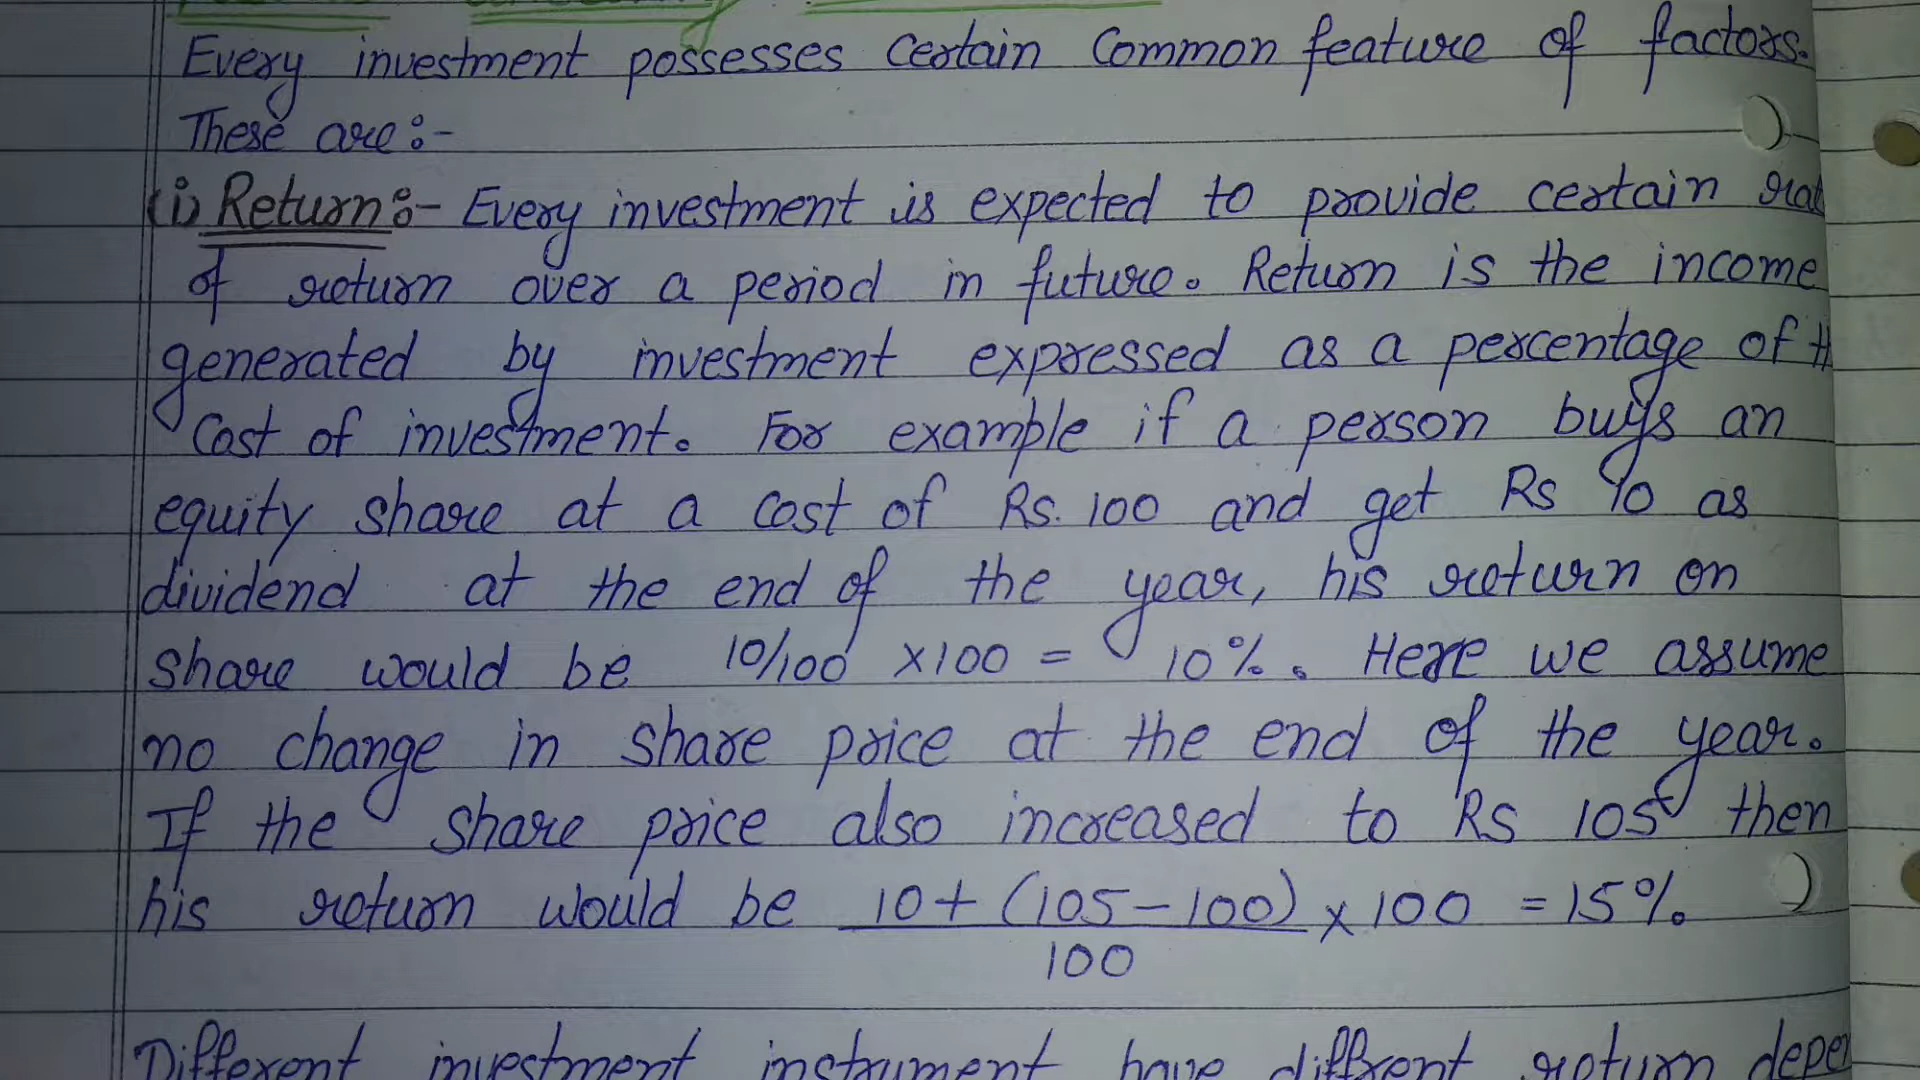 Every investment possesses certain common feature of factors.
These are :-
(i) Return :- Every investment is expected to provide certain
of return over a period in future. Return is the income
generated by investment expressed as a percentage of
Cost of investment. For example if a person buys an
equity share at a cost of Rs. 100 and get Rs 10 as
dividend at the end of the year, his return on
share would be 10/100 x100 = 10%. Here we assume
no change in share price at the end of the year.
If the share price also increased to Rs 105 then
his return would be 10+ (105-100) x 100 = 15%.
100
Different investment instrument have diffrent return